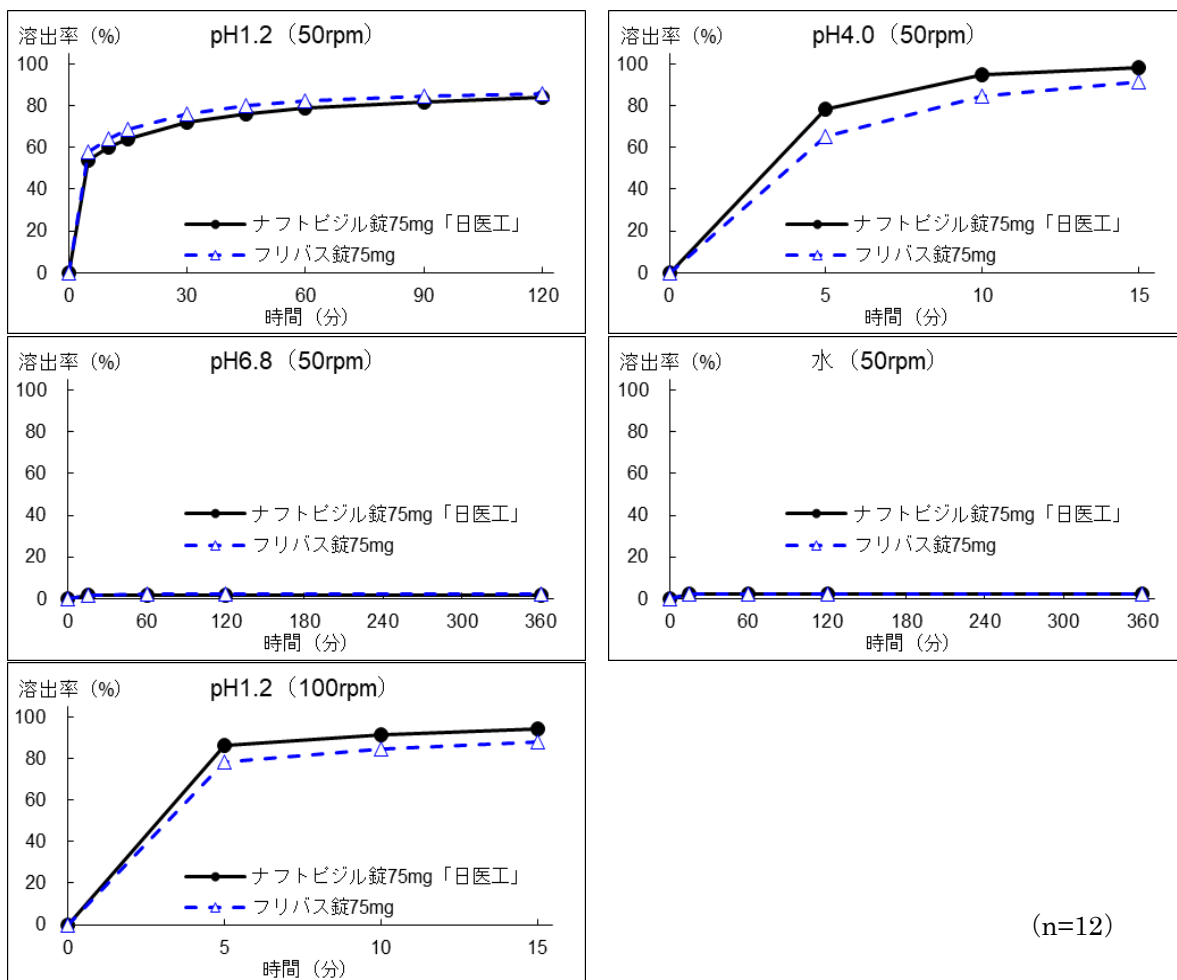 溶出率（%） pH1.2（50rpm）
100
80
60
40
20
0
ナフトピジル錠75mg「日医工」
フリバス錠75mg
0 30 60 90 120
時間（分）
溶出率（%） pH4.0（50rpm）
100
80
60
40
20
0
ナフトピジル錠75mg「日医工」
フリバス錠75mg
0 5 10 15
時間（分）
溶出率（%） pH6.8（50rpm）
100
80
60
40
20
0
ナフトピジル錠75mg「日医工」
フリバス錠75mg
0 60 120 180 240 300 360
時間（分）
溶出率（%） 水（50rpm）
100
80
60
40
20
0
ナフトピジル錠75mg「日医工」
フリバス錠75mg
0 60 120 180 240 300 360
時間（分）
溶出率（%） pH1.2（100rpm）
100
80
60
40
20
0
ナフトピジル錠75mg「日医工」
フリバス錠75mg
0 5 10 15
時間（分）
(n=12)